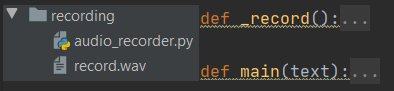 recording
audio_recorder.py
record.wav
def _record():...
def main(text):...